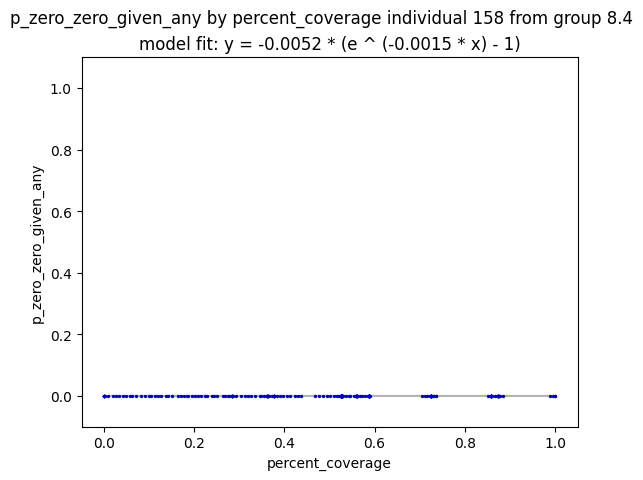 p_zero_zero_given_any by percent_coverage individual 158 from group 8.4
model fit: y = -0.0052 * (e ^ (-0.0015 * x) - 1)
1.0
0.8
0.6
0.4
0.2
0.0
p_zero_zero_given_any
0.0 0.2 0.4 0.6 0.8 1.0
percent_coverage